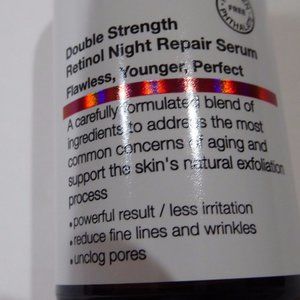 FREE
PHTHALATE
Double Strength
Retinol Night Repair Serum
Flawless, Younger, Perfect
A carefully formulated blend of
ingredients to address the most
common concerns of aging and
support the skin's natural exfoliation
process
• powerful result / less irritation
• reduce fine lines and wrinkles
• unclog pores